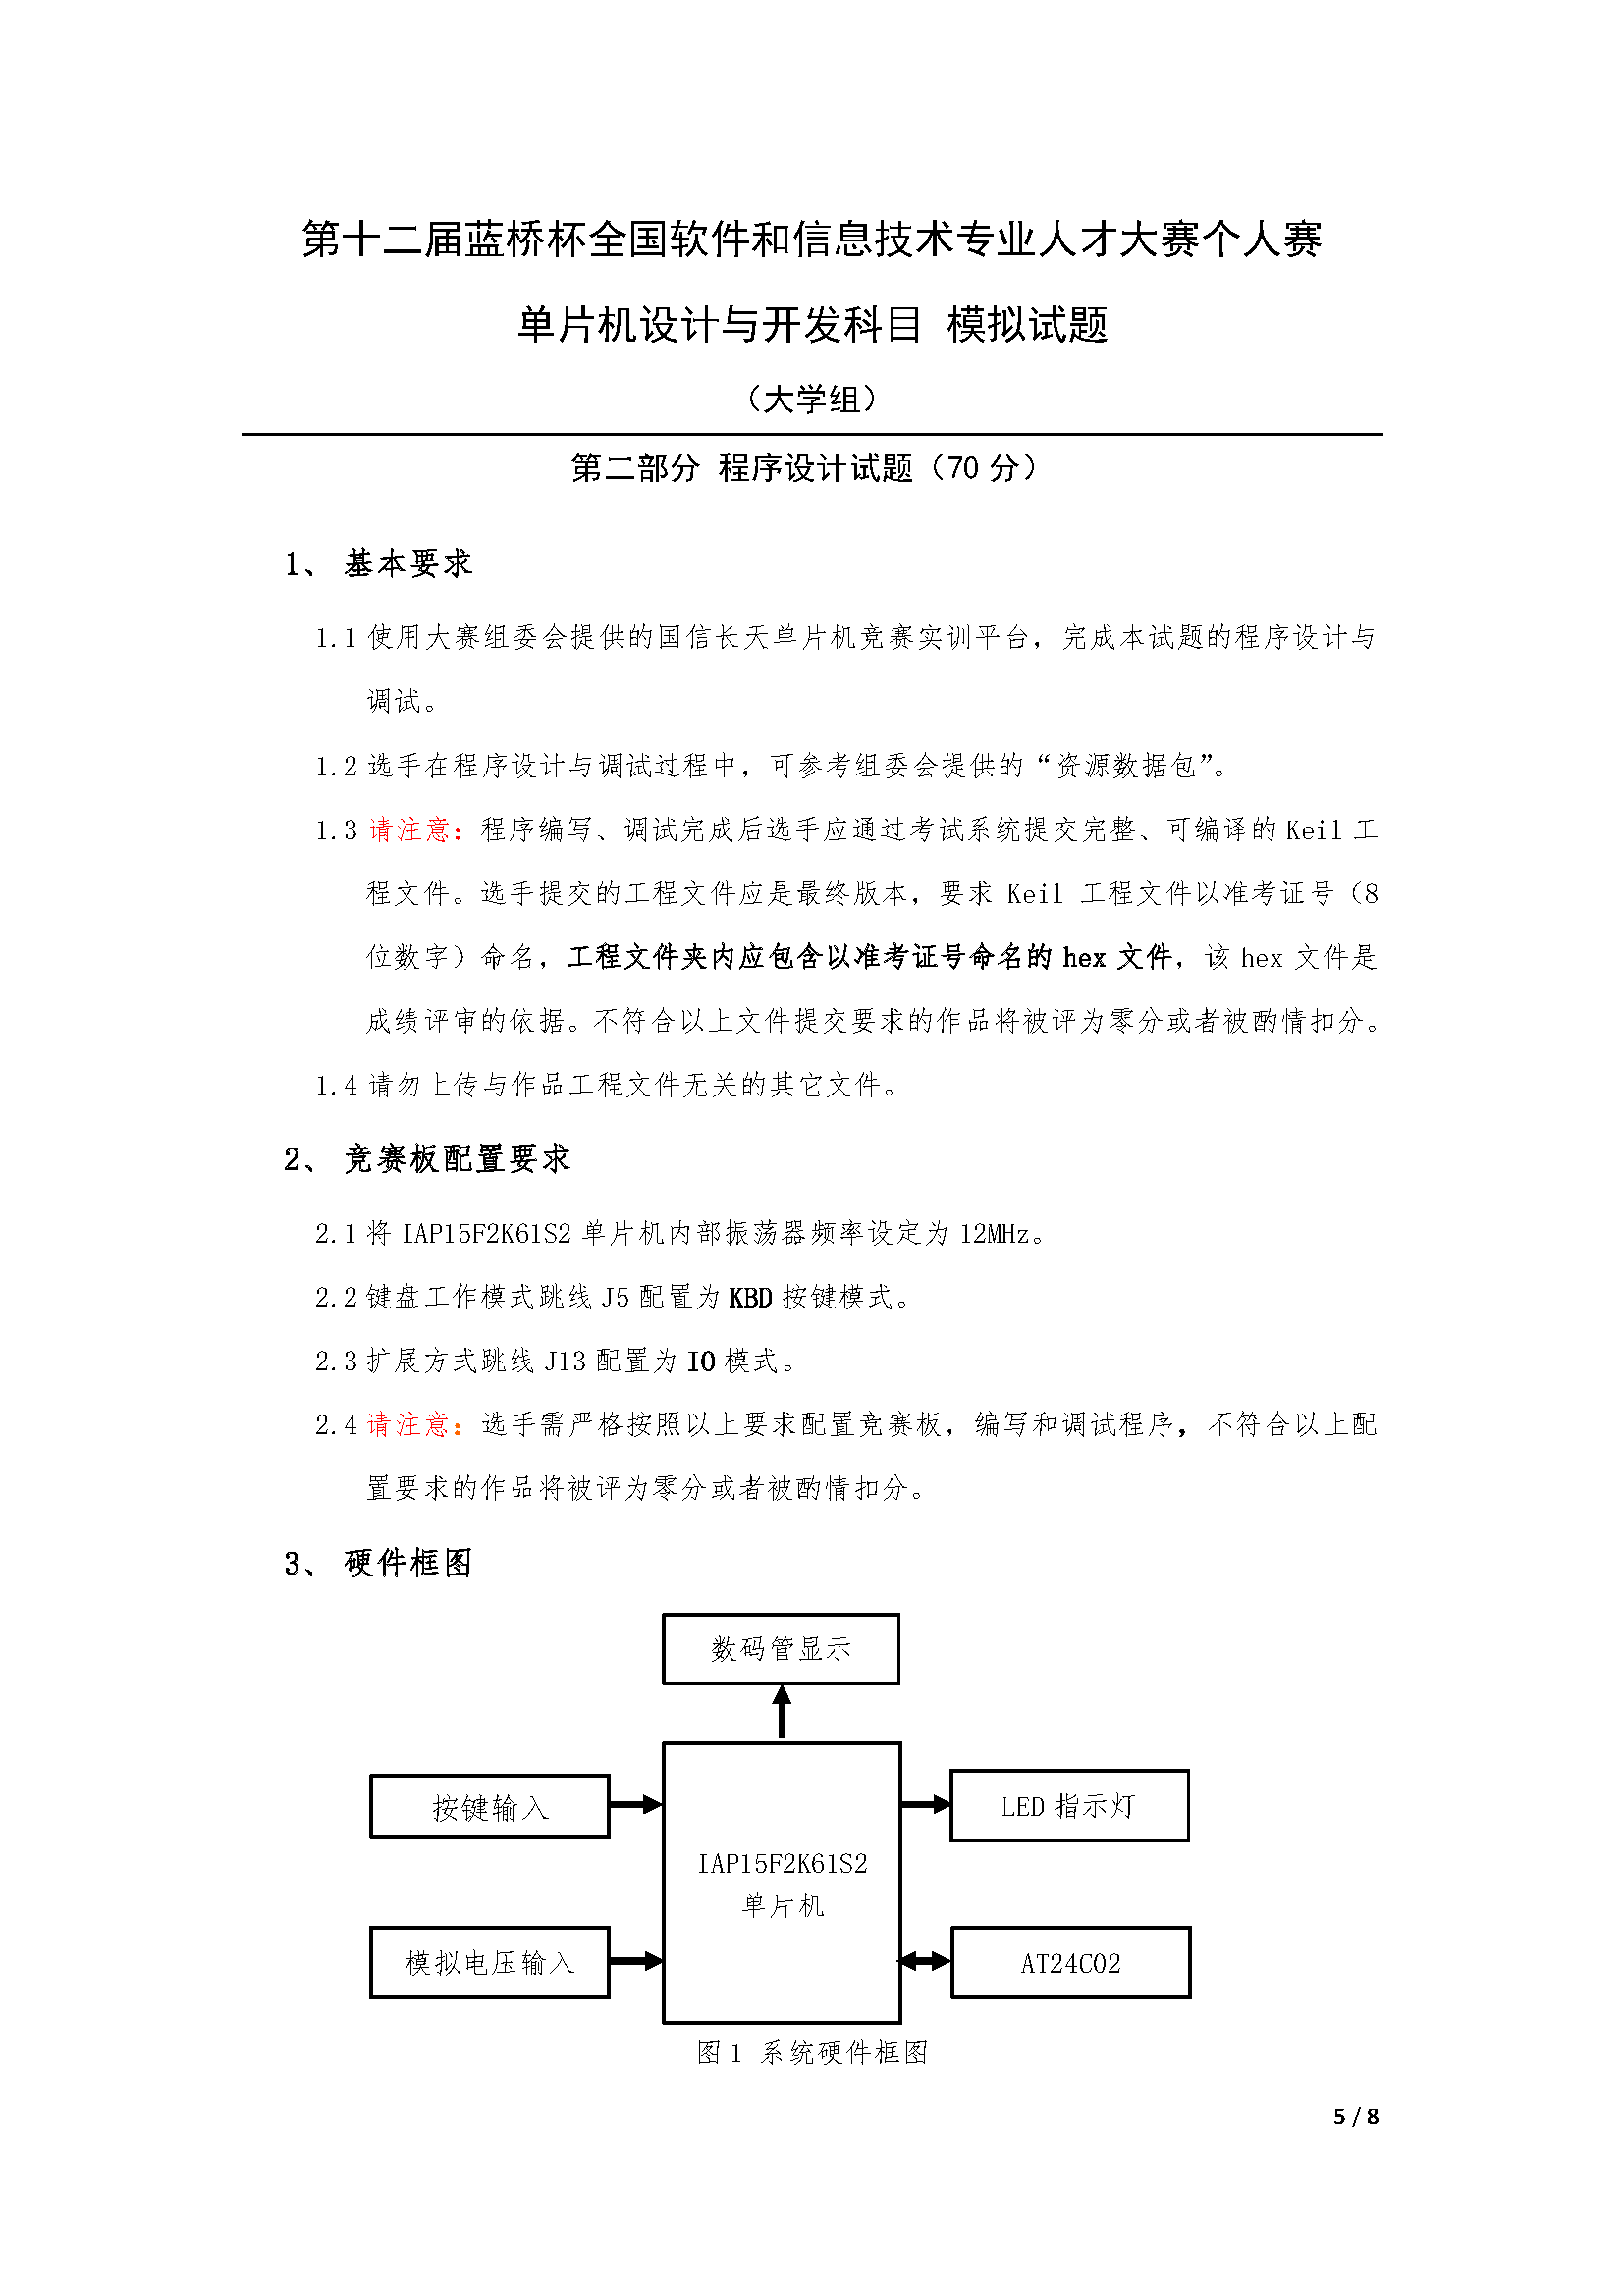 第十二届蓝桥杯全国软件和信息技术专业人才大赛个人赛
单片机设计与开发科目 模拟试题
（大学组）
第二部分 程序设计试题（70 分）
1、 基本要求
1.1 使用大赛组委会提供的国信长天单片机竞赛实训平台，完成本试题的程序设计与
调试。
1.2 选手在程序设计与调试过程中，可参考组委会提供的“资源数据包”。
1.3 请注意：程序编写、调试完成后选手应通过考试系统提交完整、可编译的 Keil 工
程文件。选手提交的工程文件应是最终版本，要求 Keil 工程文件以准考证号（8
位数字）命名，工程文件夹内应包含以准考证号命名的 hex 文件，该 hex 文件是
成绩评审的依据。不符合以上文件提交要求的作品将被评为零分或者被酌情扣分。
1.4 请勿上传与作品工程文件无关的其它文件。
2、 竞赛板配置要求
2.1 将 IAP15F2K61S2 单片机内部振荡器频率设定为 12MHz。
2.2 键盘工作模式跳线 J5 配置为 KBD 按键模式。
2.3 扩展方式跳线 J13 配置为 IO 模式。
2.4 请注意：选手需严格按照以上要求配置竞赛板，编写和调试程序，不符合以上配
置要求的作品将被评为零分或者被酌情扣分。
3、 硬件框图
数码管显示
按键输入
LED 指示灯
IAP15F2K61S2
单片机
模拟电压输入
AT24C02
图 1 系统硬件框图
5 / 8